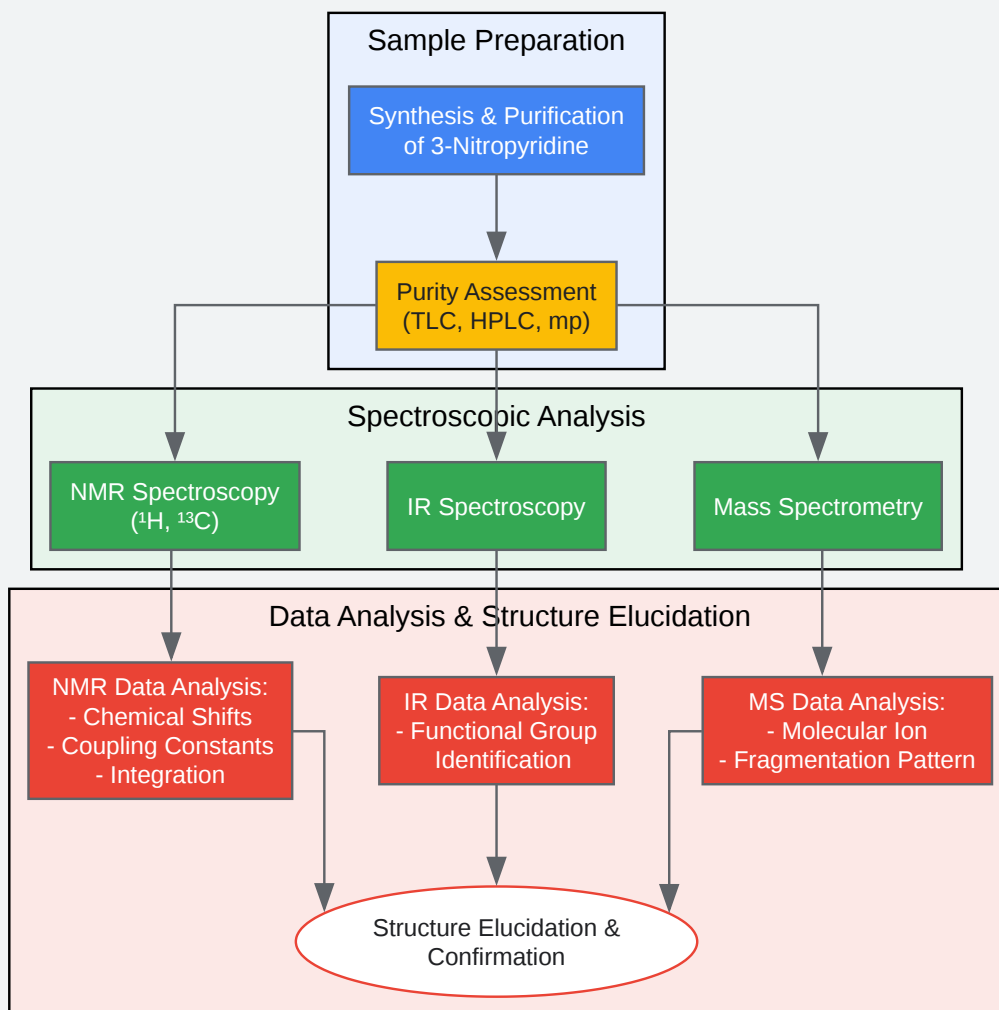 Sample Preparation
Synthesis & Purification
of 3-Nitropyridine
Purity Assessment
(TLC, HPLC, mp)
Spectroscopic Analysis
NMR Spectroscopy
(¹H, ¹³C)
IR Spectroscopy
Mass Spectrometry
Data Analysis & Structure Elucidation
NMR Data Analysis:
- Chemical Shifts
- Coupling Constants
- Integration
IR Data Analysis:
- Functional Group
Identification
MS Data Analysis:
- Molecular Ion
- Fragmentation Pattern
Structure Elucidation &
Confirmation